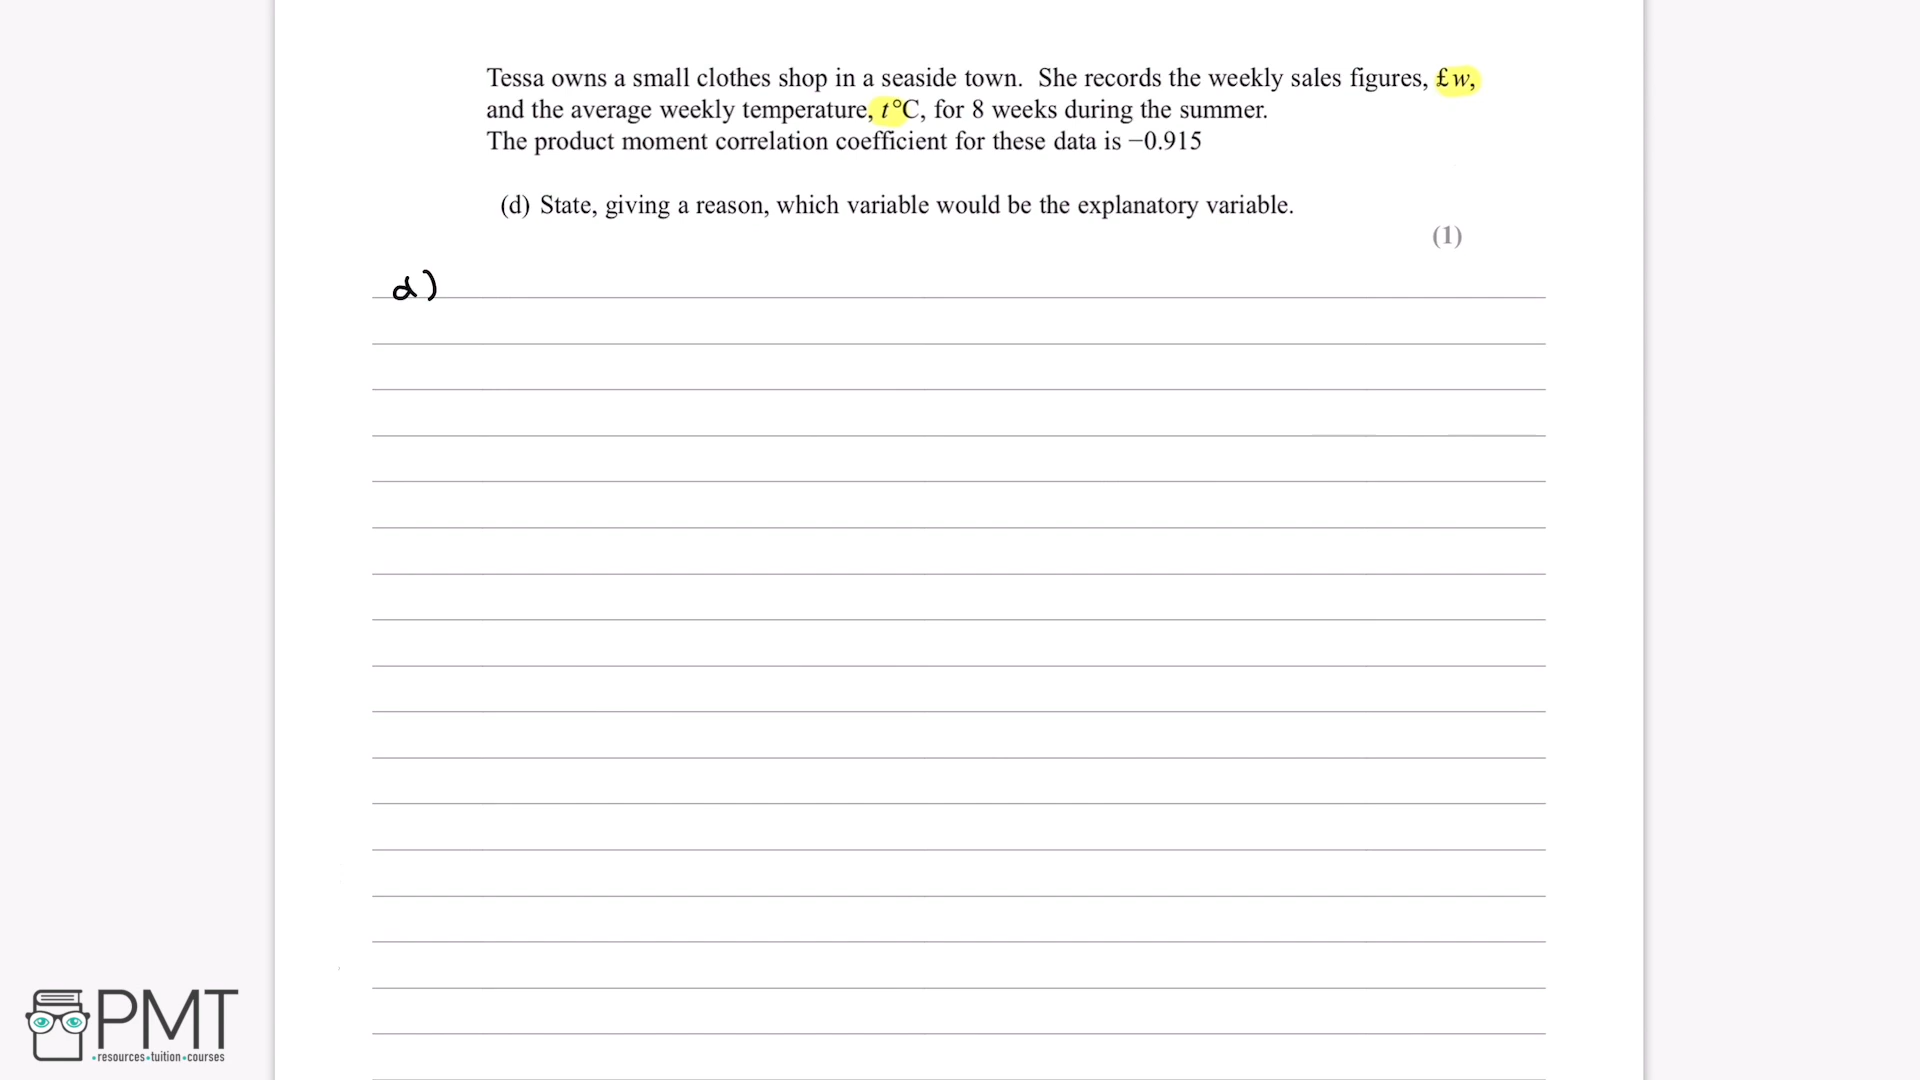 Tessa owns a small clothes shop in a seaside town. She records the weekly sales figures, £w,
and the average weekly temperature, t°C, for 8 weeks during the summer.
The product moment correlation coefficient for these data is −0.915
(d) State, giving a reason, which variable would be the explanatory variable.
(1)
d)
PMT
•resources•tuition•courses